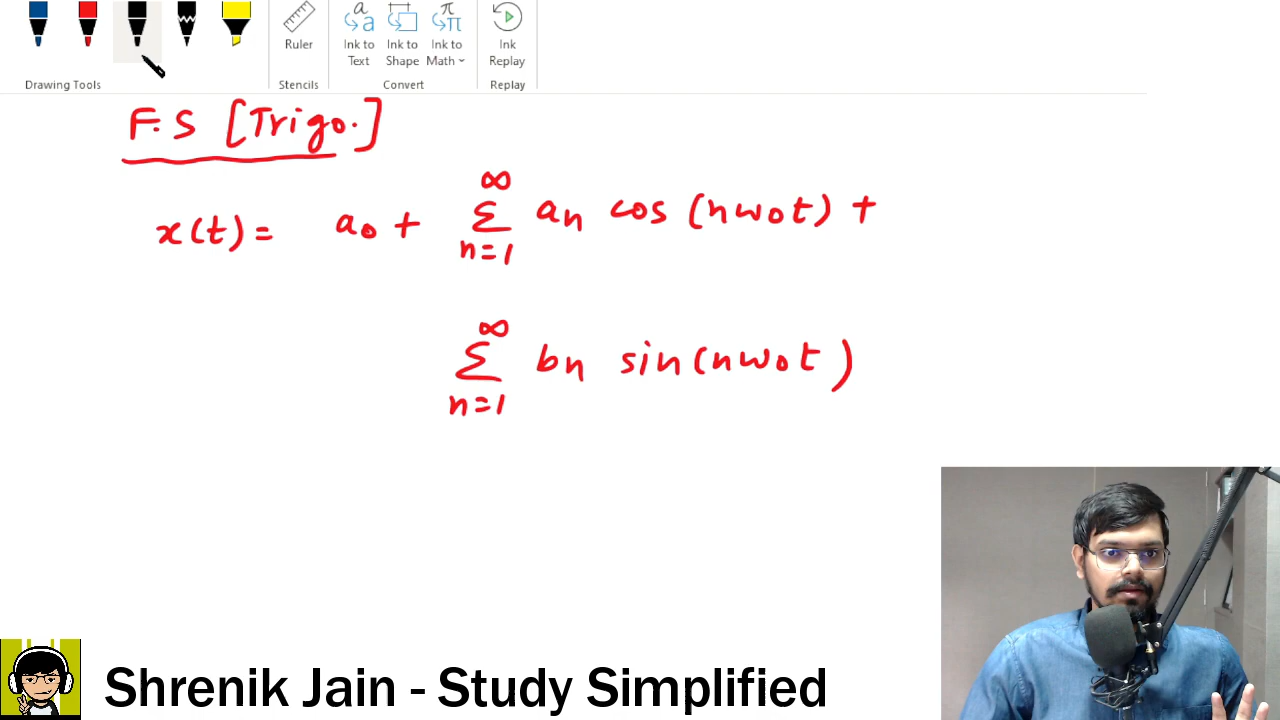 Drawing Tools
Ruler
Stencils
Ink to Text
Ink to Shape
Ink to Math
Convert
Ink Replay
Replay
F.S [Trigo.]
x(t) = a₀ + ∞ Σ n=1 aₙ cos (nω₀t) +
∞ Σ n=1 bₙ sin(nω₀t)
Shrenik Jain - Study Simplified